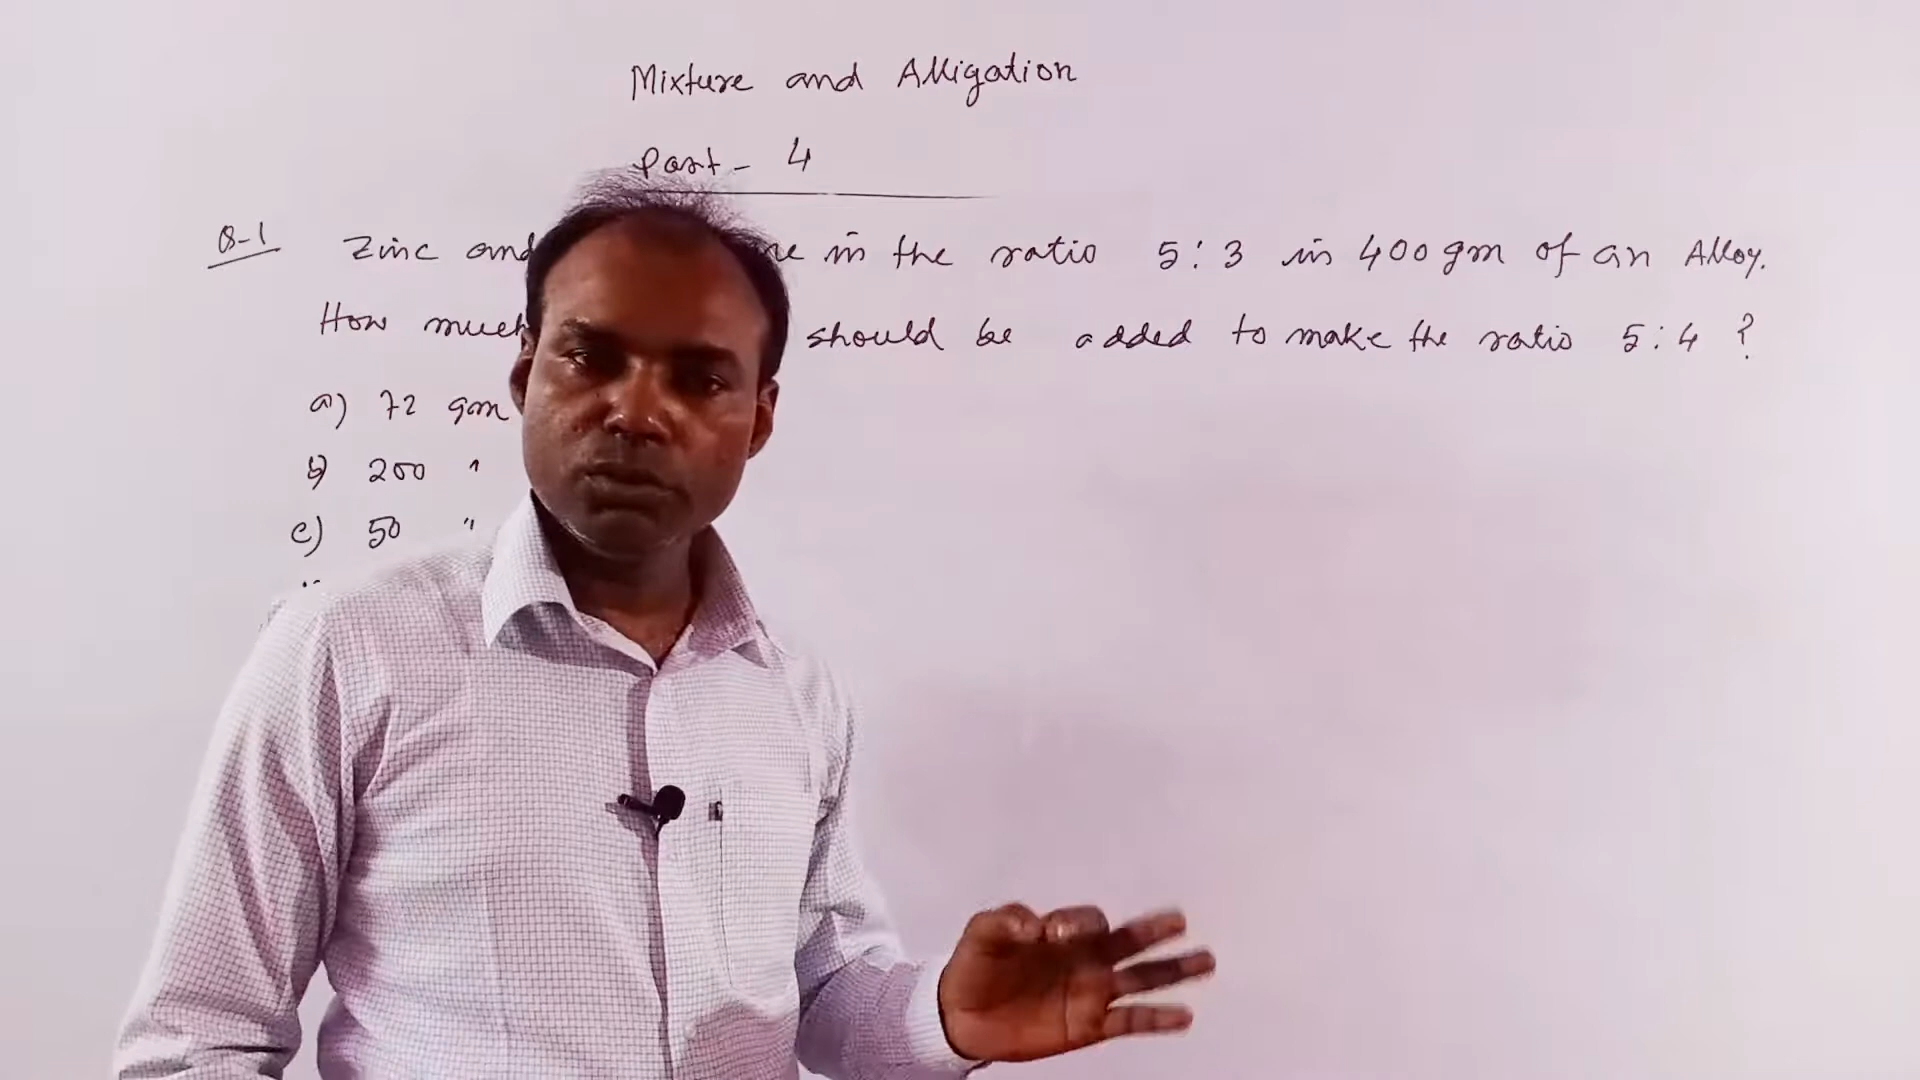 Mixture and Alligation
Part - 4
Q-1 Zinc and in the ratio 5:3 in 400 gm of an Alloy.
How much should be added to make the ratio 5:4 ?
a) 72 gm
b) 200 "
c) 50 "